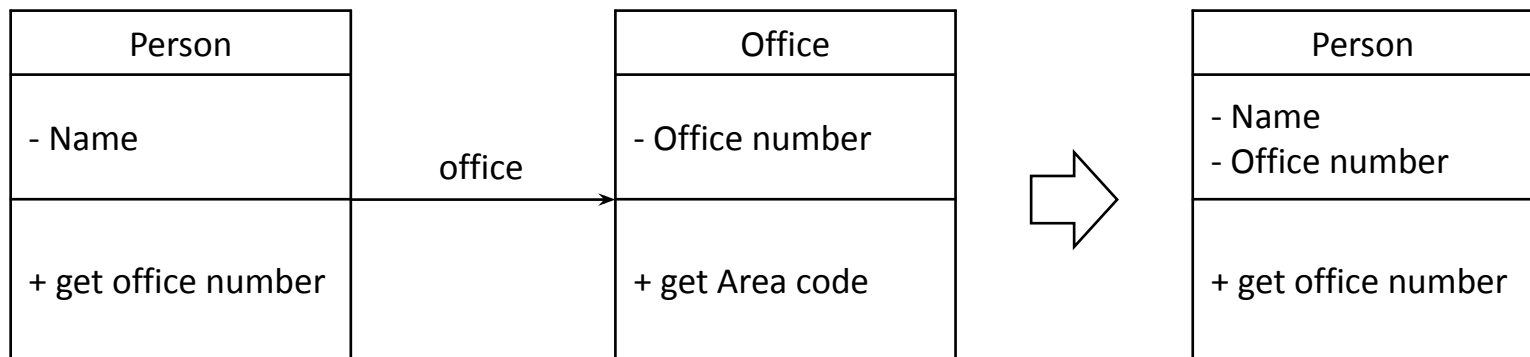 Person
- Name
+ get office number
office
Office
- Office number
+ get Area code
Person
- Name
- Office number
+ get office number